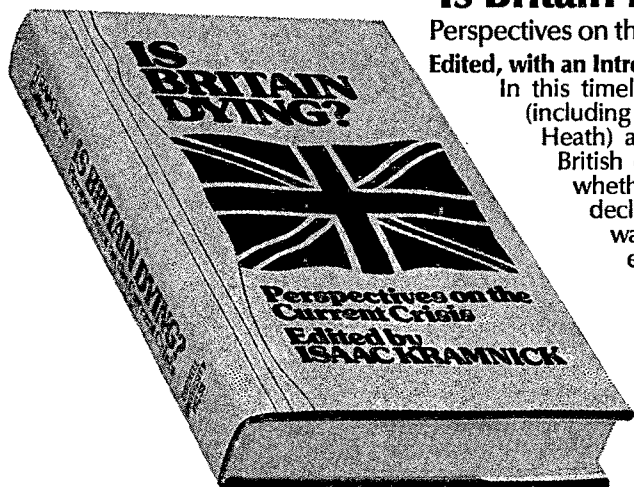 IS
BRITAIN
DYING?
Perspectives on the
Current Crisis
Edited by
ISAAC KRAMNICK
IS BRITAIN DYING?
Perspectives on th
Edited, with an Intr
In this timel
(including
Heath) a
British
wheth
decl
wa
e